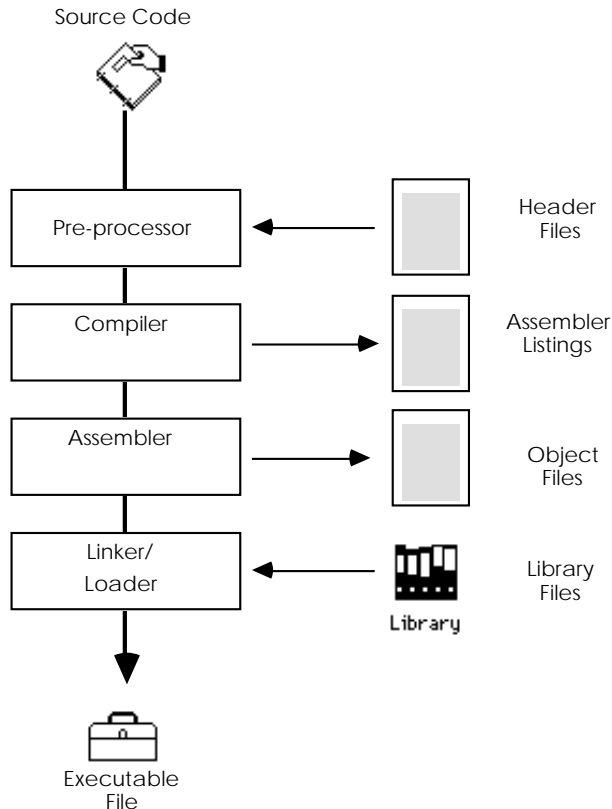 Source Code
Pre-processor
Header
Files
Compiler
Assembler
Listings
Assembler
Object
Files
Linker/
Loader
Library
Files
Library
Executable
File